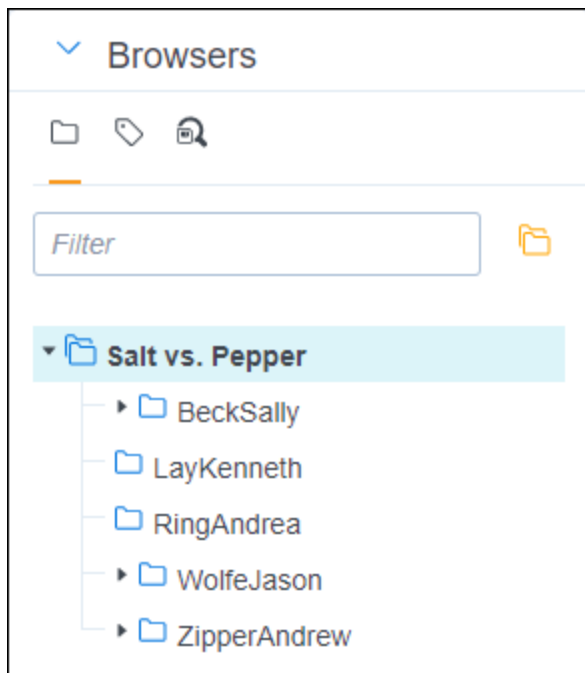 Browsers
Filter
Salt vs. Pepper
BeckSally
LayKenneth
RingAndrea
WolfeJason
ZipperAndrew